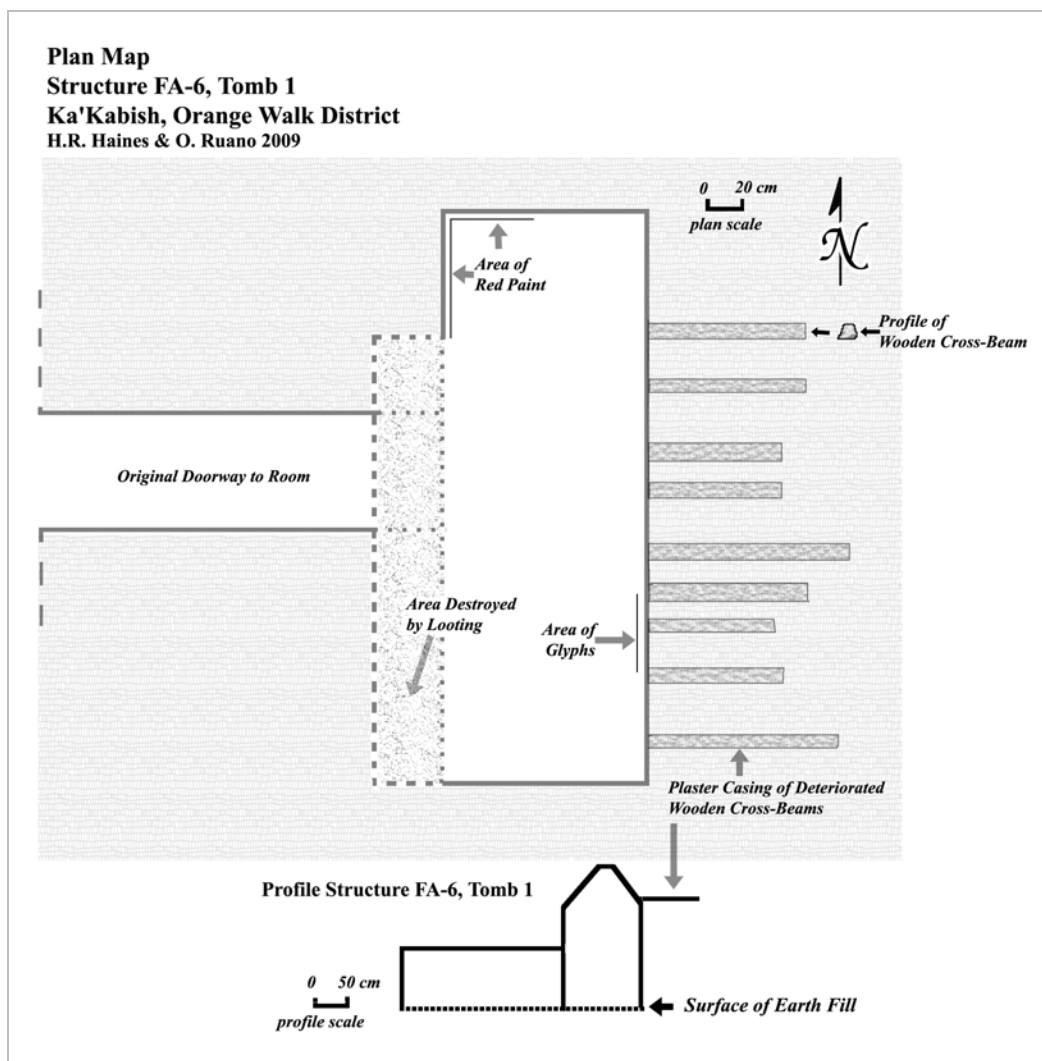 Plan Map
Structure FA-6, Tomb 1
Ka'Kabish, Orange Walk District
H.R. Haines & O. Ruano 2009
0 20 cm
plan scale
N
Area of
Red Paint
Profile of
Wooden Cross-Beam
Original Doorway to Room
Area Destroyed
by Looting
Area of
Glyphs
Plaster Casing of Deteriorated
Wooden Cross-Beams
Profile Structure FA-6, Tomb 1
0 50 cm
profile scale
Surface of Earth Fill